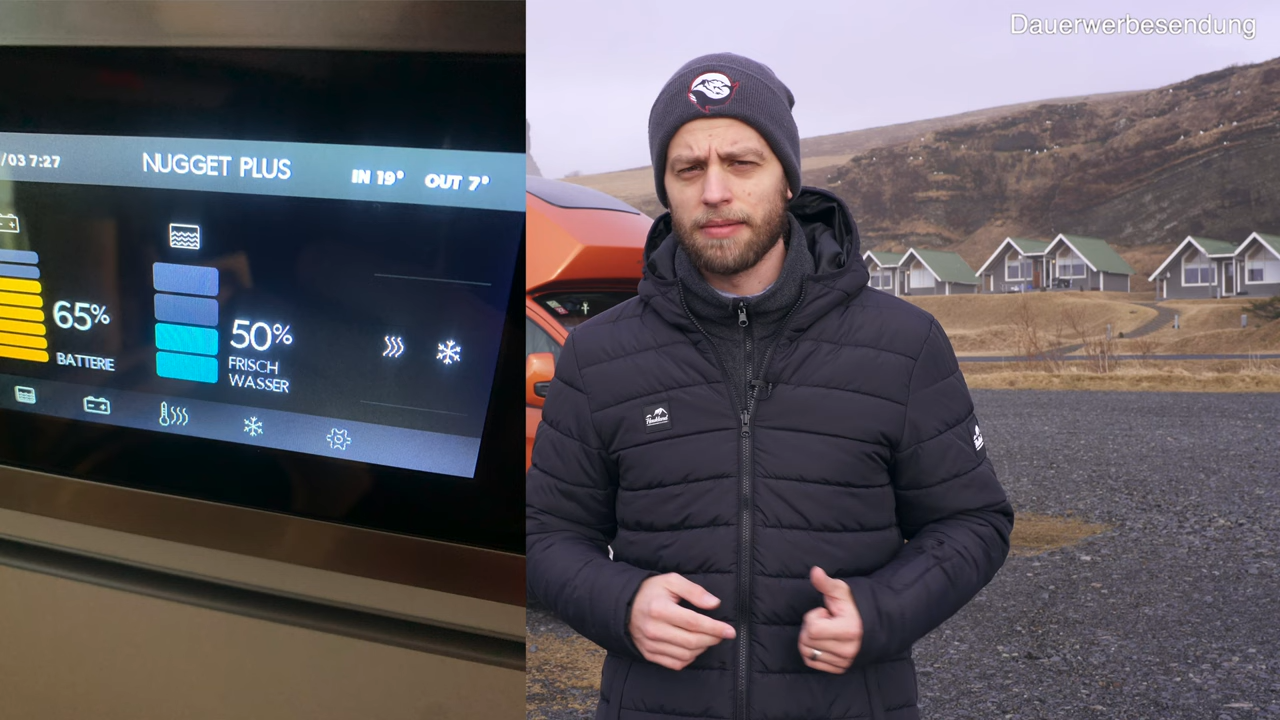 Dauerwerbesendung
/03 7:27
NUGGET PLUS
IN 19° OUT 7°
65%
BATTERIE
50%
FRISCH
WASSER